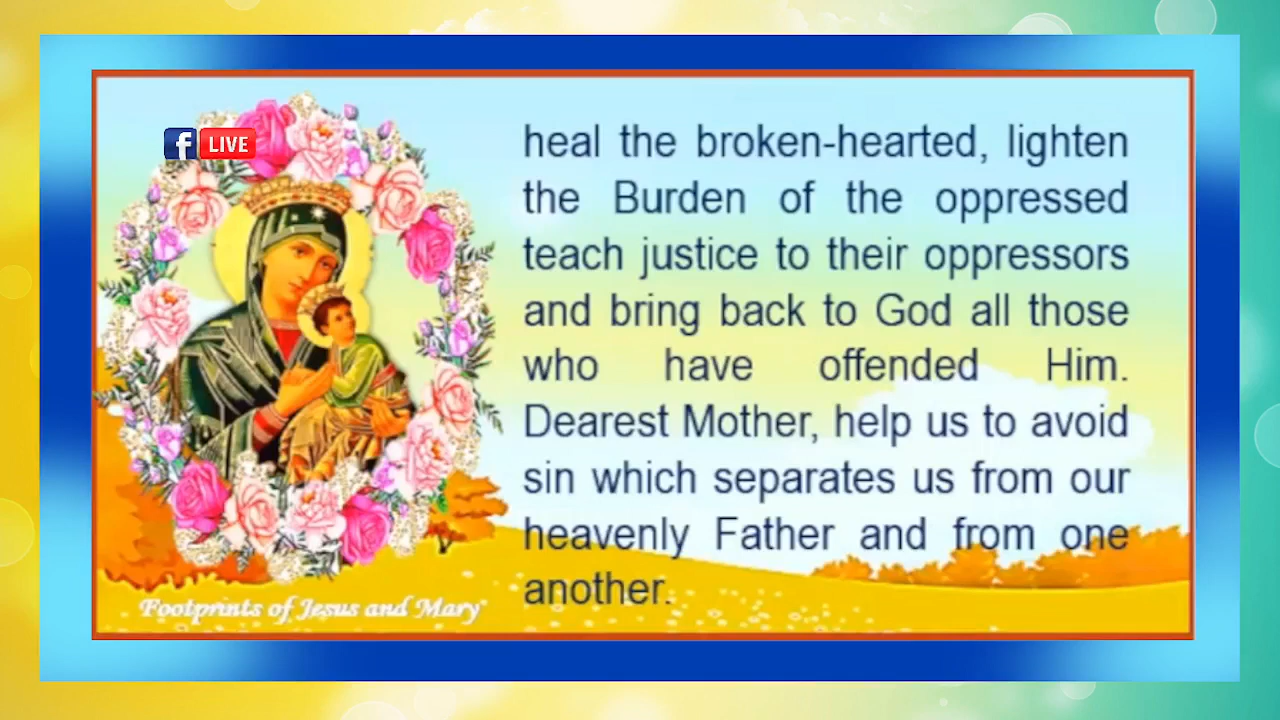 f LIVE
heal the broken-hearted, lighten
the Burden of the oppressed
teach justice to their oppressors
and bring back to God all those
who have offended Him.
Dearest Mother, help us to avoid
sin which separates us from our
heavenly Father and from one
another.
Footprints of Jesus and Mary